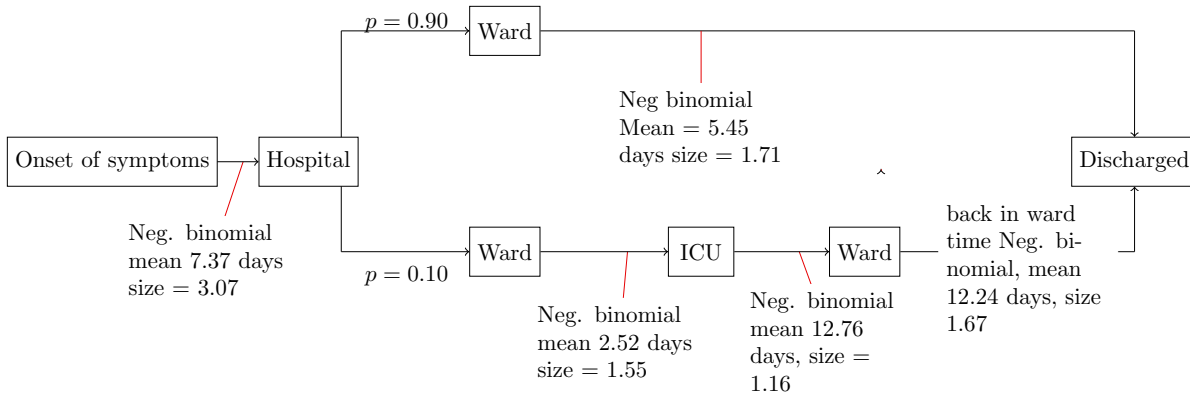 p = 0.90
Ward
Neg binomial
Mean = 5.45
days size = 1.71
Onset of symptoms
Hospital
Discharged
Neg. binomial
mean 7.37 days
size = 3.07
p = 0.10
Ward
ICU
Ward
back in ward
time Neg. bi-
nomial, mean
12.24 days, size
1.67
Neg. binomial
mean 2.52 days
size = 1.55
Neg. binomial
mean 12.76
days, size =
1.16